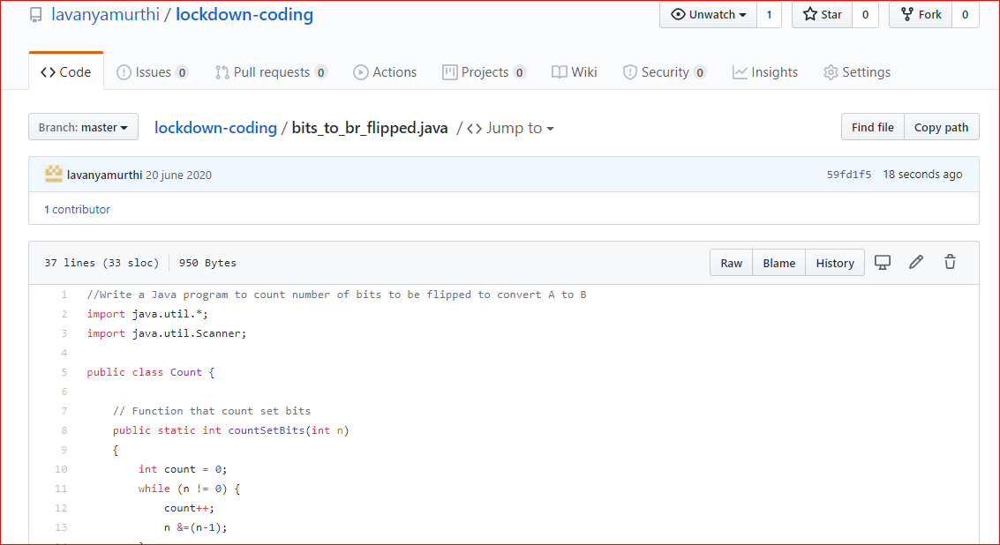 lavanyamurthi / lockdown-coding
Unwatch 1 Star 0 Fork 0
Code Issues 0 Pull requests 0 Actions Projects 0 Wiki Security 0 Insights Settings
Branch: master lockdown-coding / bits_to_br_flipped.java / <> Jump to Find file Copy path
lavanyamurthi 20 june 2020 59fd1f5 18 seconds ago
1 contributor
37 lines (33 sloc) 950 Bytes Raw Blame History
1 //Write a Java program to count number of bits to be flipped to convert A to B
2 import java.util.*;
3 import java.util.Scanner;
4
5 public class Count {
6
7 // Function that count set bits
8 public static int countSetBits(int n)
9 {
10 int count = 0;
11 while (n != 0) {
12 count++;
13 n &=(n-1);